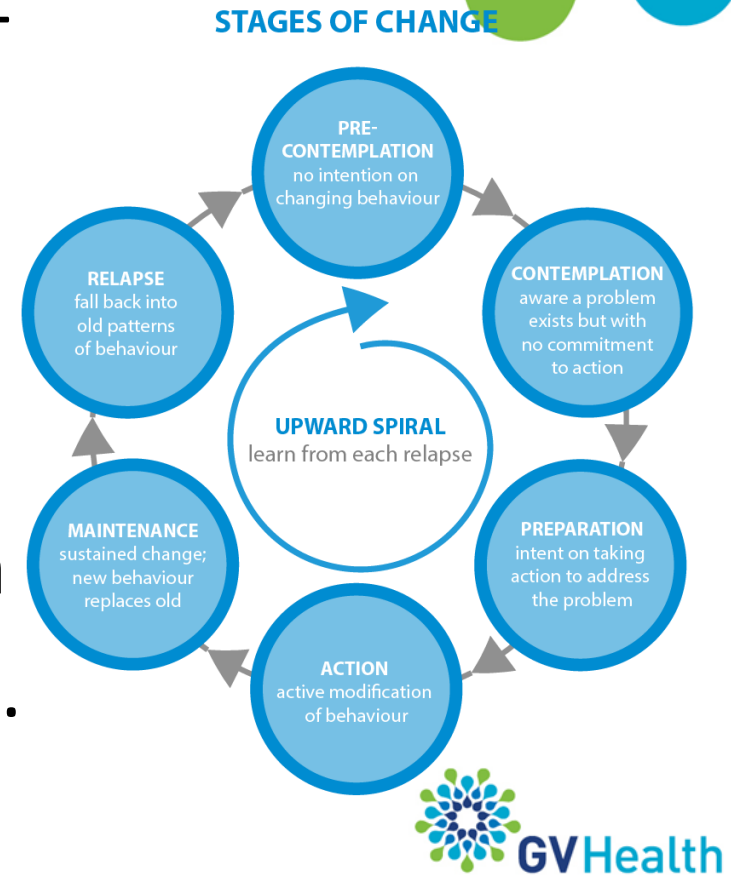 STAGES OF CHANGE
PRE-
CONTEMPLATION
no intention on
changing behaviour
CONTEMPLATION
aware a problem
exists but with
no commitment
to action
PREPARATION
intent on taking
action to address
the problem
ACTION
active modification
of behaviour
MAINTENANCE
sustained change;
new behaviour
replaces old
RELAPSE
fall back into
old patterns
of behaviour
UPWARD SPIRAL
learn from each relapse
GVHealth